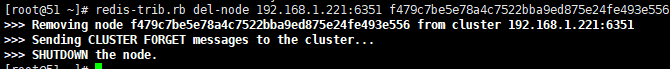 [root@51 ~]# redis-trib.rb del-node 192.168.1.221:6351 f479c7be5e78a4c7522bba9ed875e24fe493e556
>>> Removing node f479c7be5e78a4c7522bba9ed875e24fe493e556 from cluster 192.168.1.221:6351
>>> Sending CLUSTER FORGET messages to the cluster...
>>> SHUTDOWN the node.
[root@51 ~]#